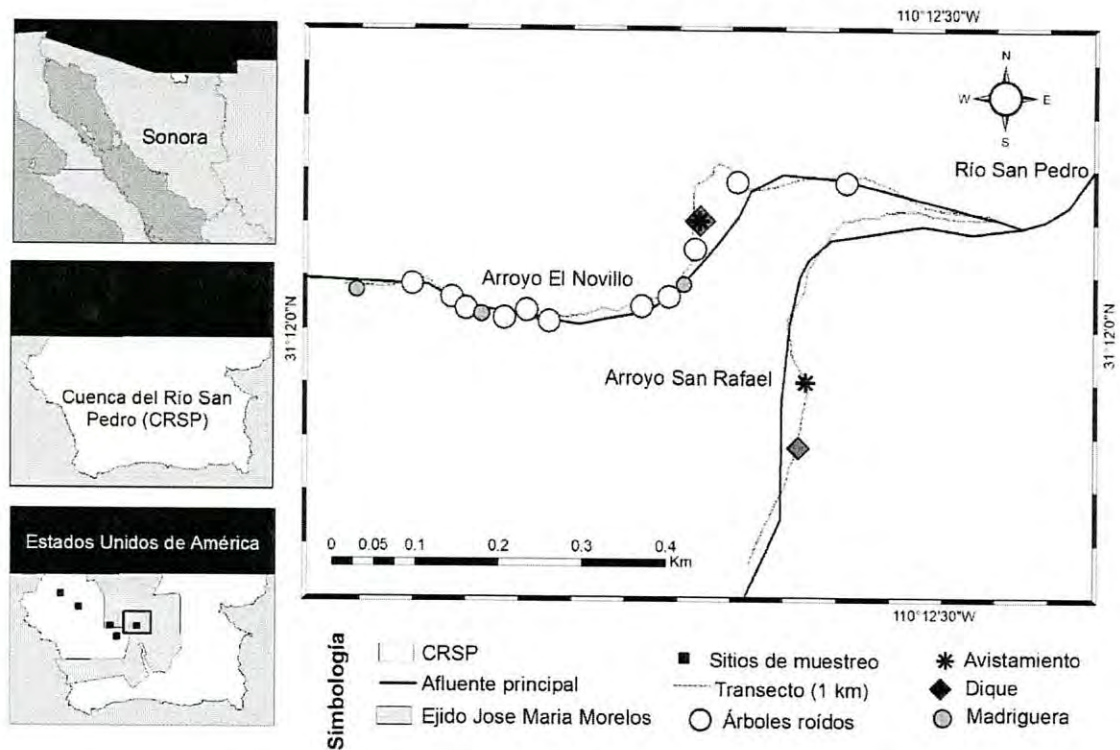 110°12'30"W
Sonora
N
W
E
S
Río San Pedro
Arroyo El Novillo
31°12'0"N
31°12'0"N
Cuenca del Río San
Pedro (CRSP)
Arroyo San Rafael
Estados Unidos de América
0 0.05 0.1 0.2 0.3 0.4
Km
110°12'30"W
Simbología
CRSP
Afluente principal
Ejido Jose Maria Morelos
Sitios de muestreo
Transecto (1 km)
Árboles roídos
Avistamiento
Dique
Madriguera